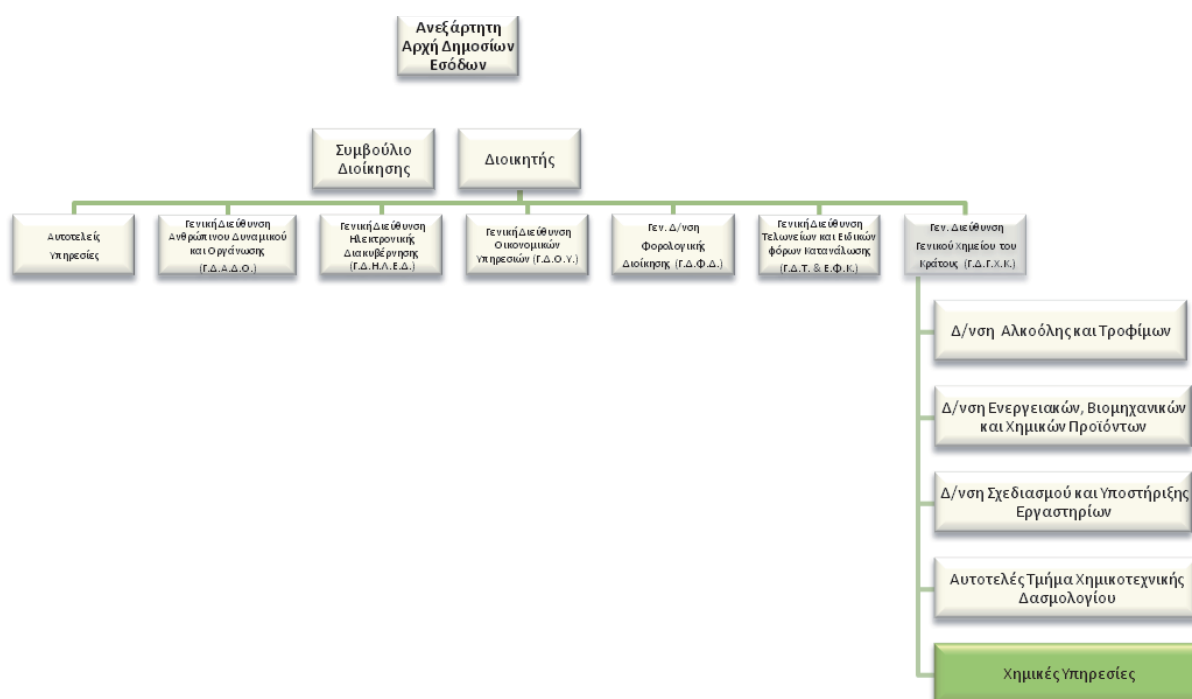 Ανεξάρτητη
Αρχή Δημοσίων
Εσόδων
Συμβούλιο
Διοίκησης
Διοικητής
Αυτοτελείς
Υπηρεσίες
Γενική Διεύθυνση
Ανθρώπινου Δυναμικού
και Οργάνωσης
(Γ.Δ.Α.Δ.Ο.)
Γενική Διεύθυνση
Ηλεκτρονικής
Διακυβέρνησης
(Γ.Δ.Η.Λ.Ε.Δ.)
Γενική Διεύθυνση
Οικονομικών
Υπηρεσιών (Γ.Δ.Ο.Υ.)
Γεν. Δ/νση
Φορολογικής
Διοίκησης (Γ.Δ.Φ.Δ.)
Γενική Διεύθυνση
Τελωνείων και Ειδικών
φόρων Κατανάλωσης
(Γ.Δ.Τ. & Ε.Φ.Κ.)
Γεν. Διεύθυνση
Γενικού Χημείου του
Κράτους (Γ.Δ.Γ.Χ.Κ.)
Δ/νση Αλκοόλης και Τροφίμων
Δ/νση Ενεργειακών, Βιομηχανικών
και Χημικών Προϊόντων
Δ/νση Σχεδιασμού και Υποστήριξης
Εργαστηρίων
Αυτοτελές Τμήμα Χημικοτεχνικής
Δασμολογίου
Χημικές Υπηρεσίες